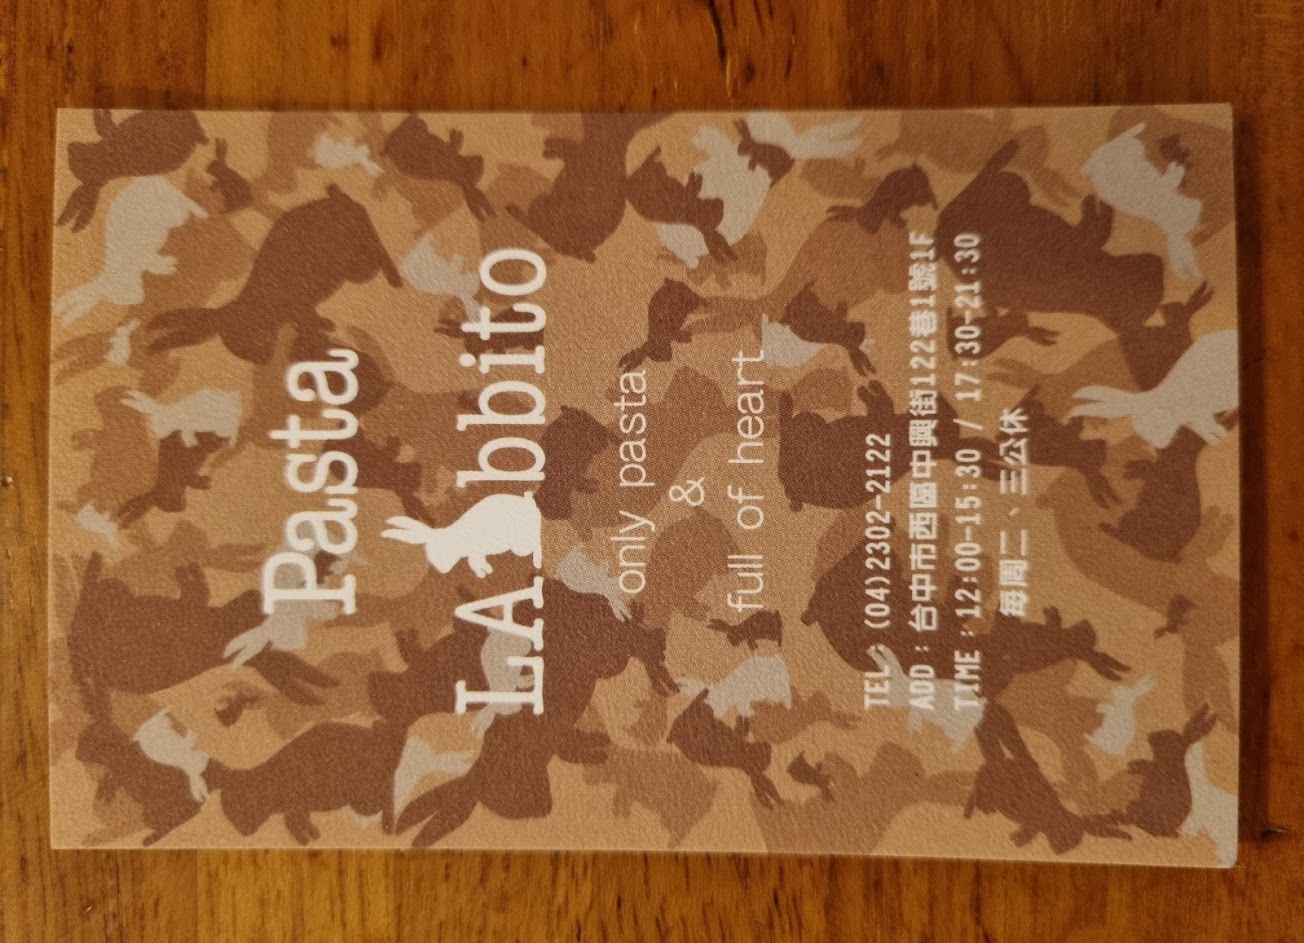 Pasta
LAibbito
only pasta
&
full of heart
TEL：(04)2302-2122
ADD：台中市西區中興街122巷1號1F
TIME：12:00-15:30 / 17:30-21:30
每周二、三公休